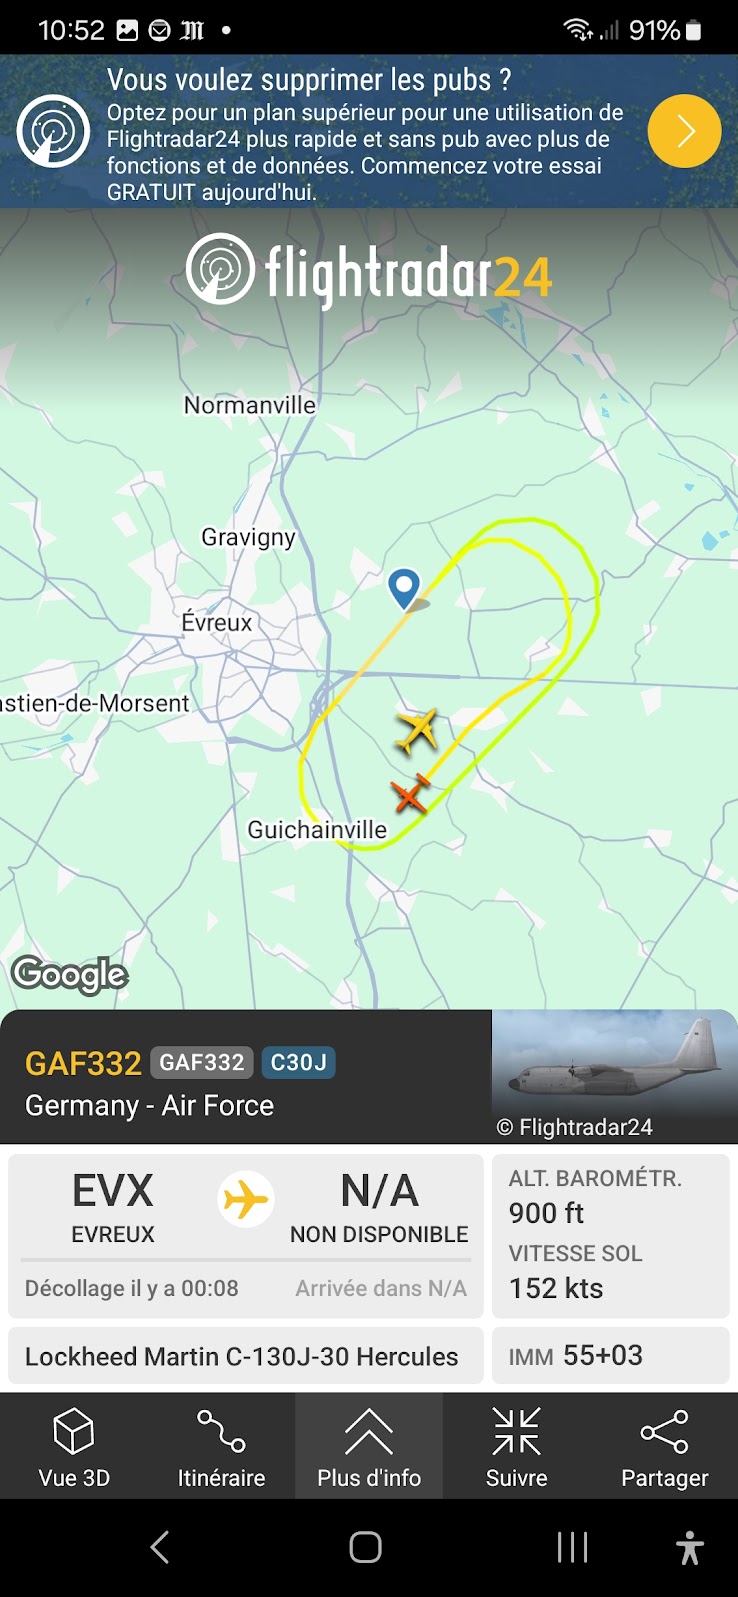 10:52
91%
Vous voulez supprimer les pubs ?
Optez pour un plan supérieur pour une utilisation de
Flightradar24 plus rapide et sans pub avec plus de
fonctions et de données. Commencez votre essai
GRATUIT aujourd'hui.
flightradar24
Normanville
Gravigny
Évreux
astien-de-Morsent
Guichainville
Google
GAF332 GAF332 C30J
Germany - Air Force
© Flightradar24
EVX
EVREUX
N/A
NON DISPONIBLE
Décollage il y a 00:08
Arrivée dans N/A
ALT. BAROMÉTR.
900 ft
VITESSE SOL
152 kts
Lockheed Martin C-130J-30 Hercules
IMM 55+03
Vue 3D
Itinéraire
Plus d'info
Suivre
Partager